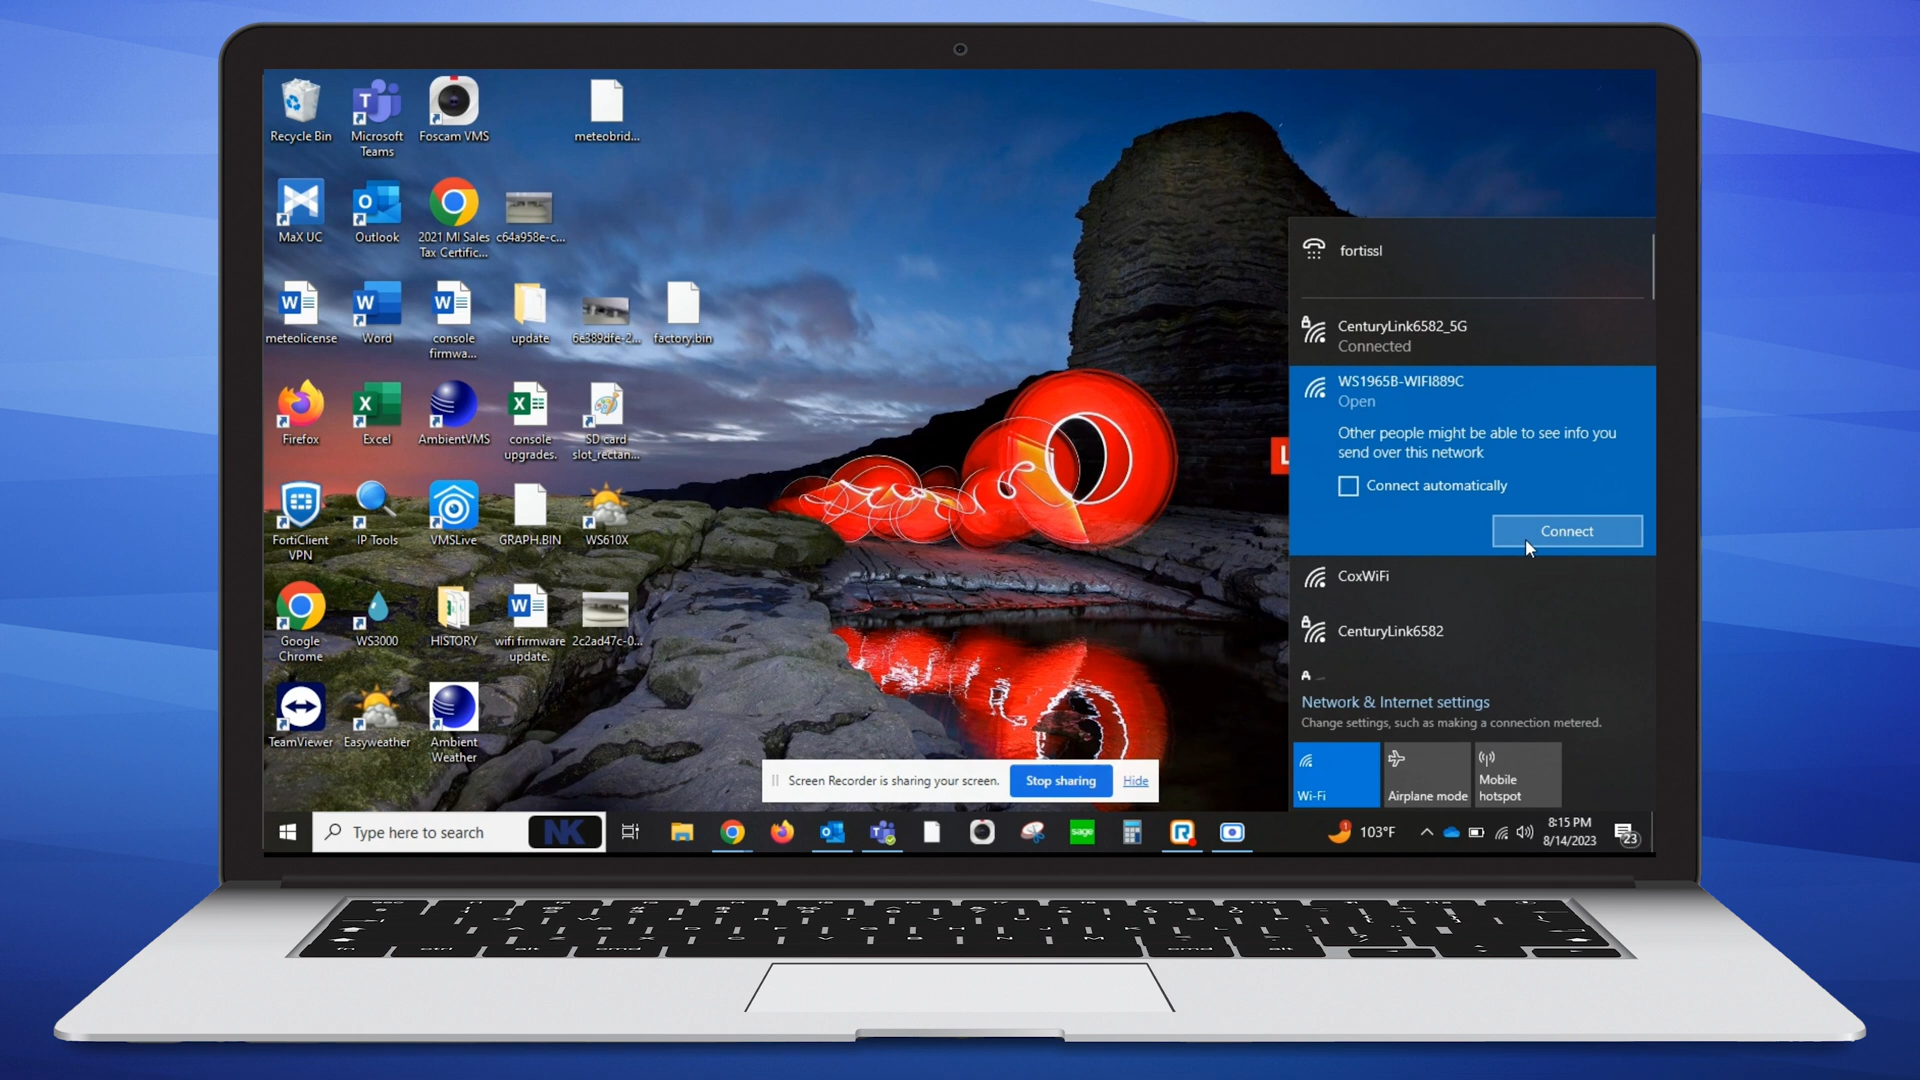 Recycle Bin
Microsoft
Teams
Foscam VMS
meteobrid...
MaX UC
Outlook
2021 MI Sales
Tax Certific...
c64a958e-c...
meteolicense
Word
console
firmwa...
update
6e389dfe-2...
factory.bin
Firefox
Excel
AmbientVMS
console
upgrades.
SD card
slot_rectan...
FortiClient
VPN
IP Tools
VMSLive
GRAPH.BIN
WS610X
Google
Chrome
WS3000
HISTORY
wifi firmware
update.
2c2ad47c-0...
TeamViewer
Easyweather
Ambient
Weather
fortissl
CenturyLink6582_5G
Connected
WS1965B-WIFI889C
Open
Other people might be able to see info you
send over this network
Connect automatically
Connect
CoxWiFi
CenturyLink6582
Network & Internet settings
Change settings, such as making a connection metered.
Wi-Fi
Airplane mode
Mobile
hotspot
Screen Recorder is sharing your screen.
Stop sharing
Hide
Type here to search
NK
sage
103°F
8:15 PM
8/14/2023
23